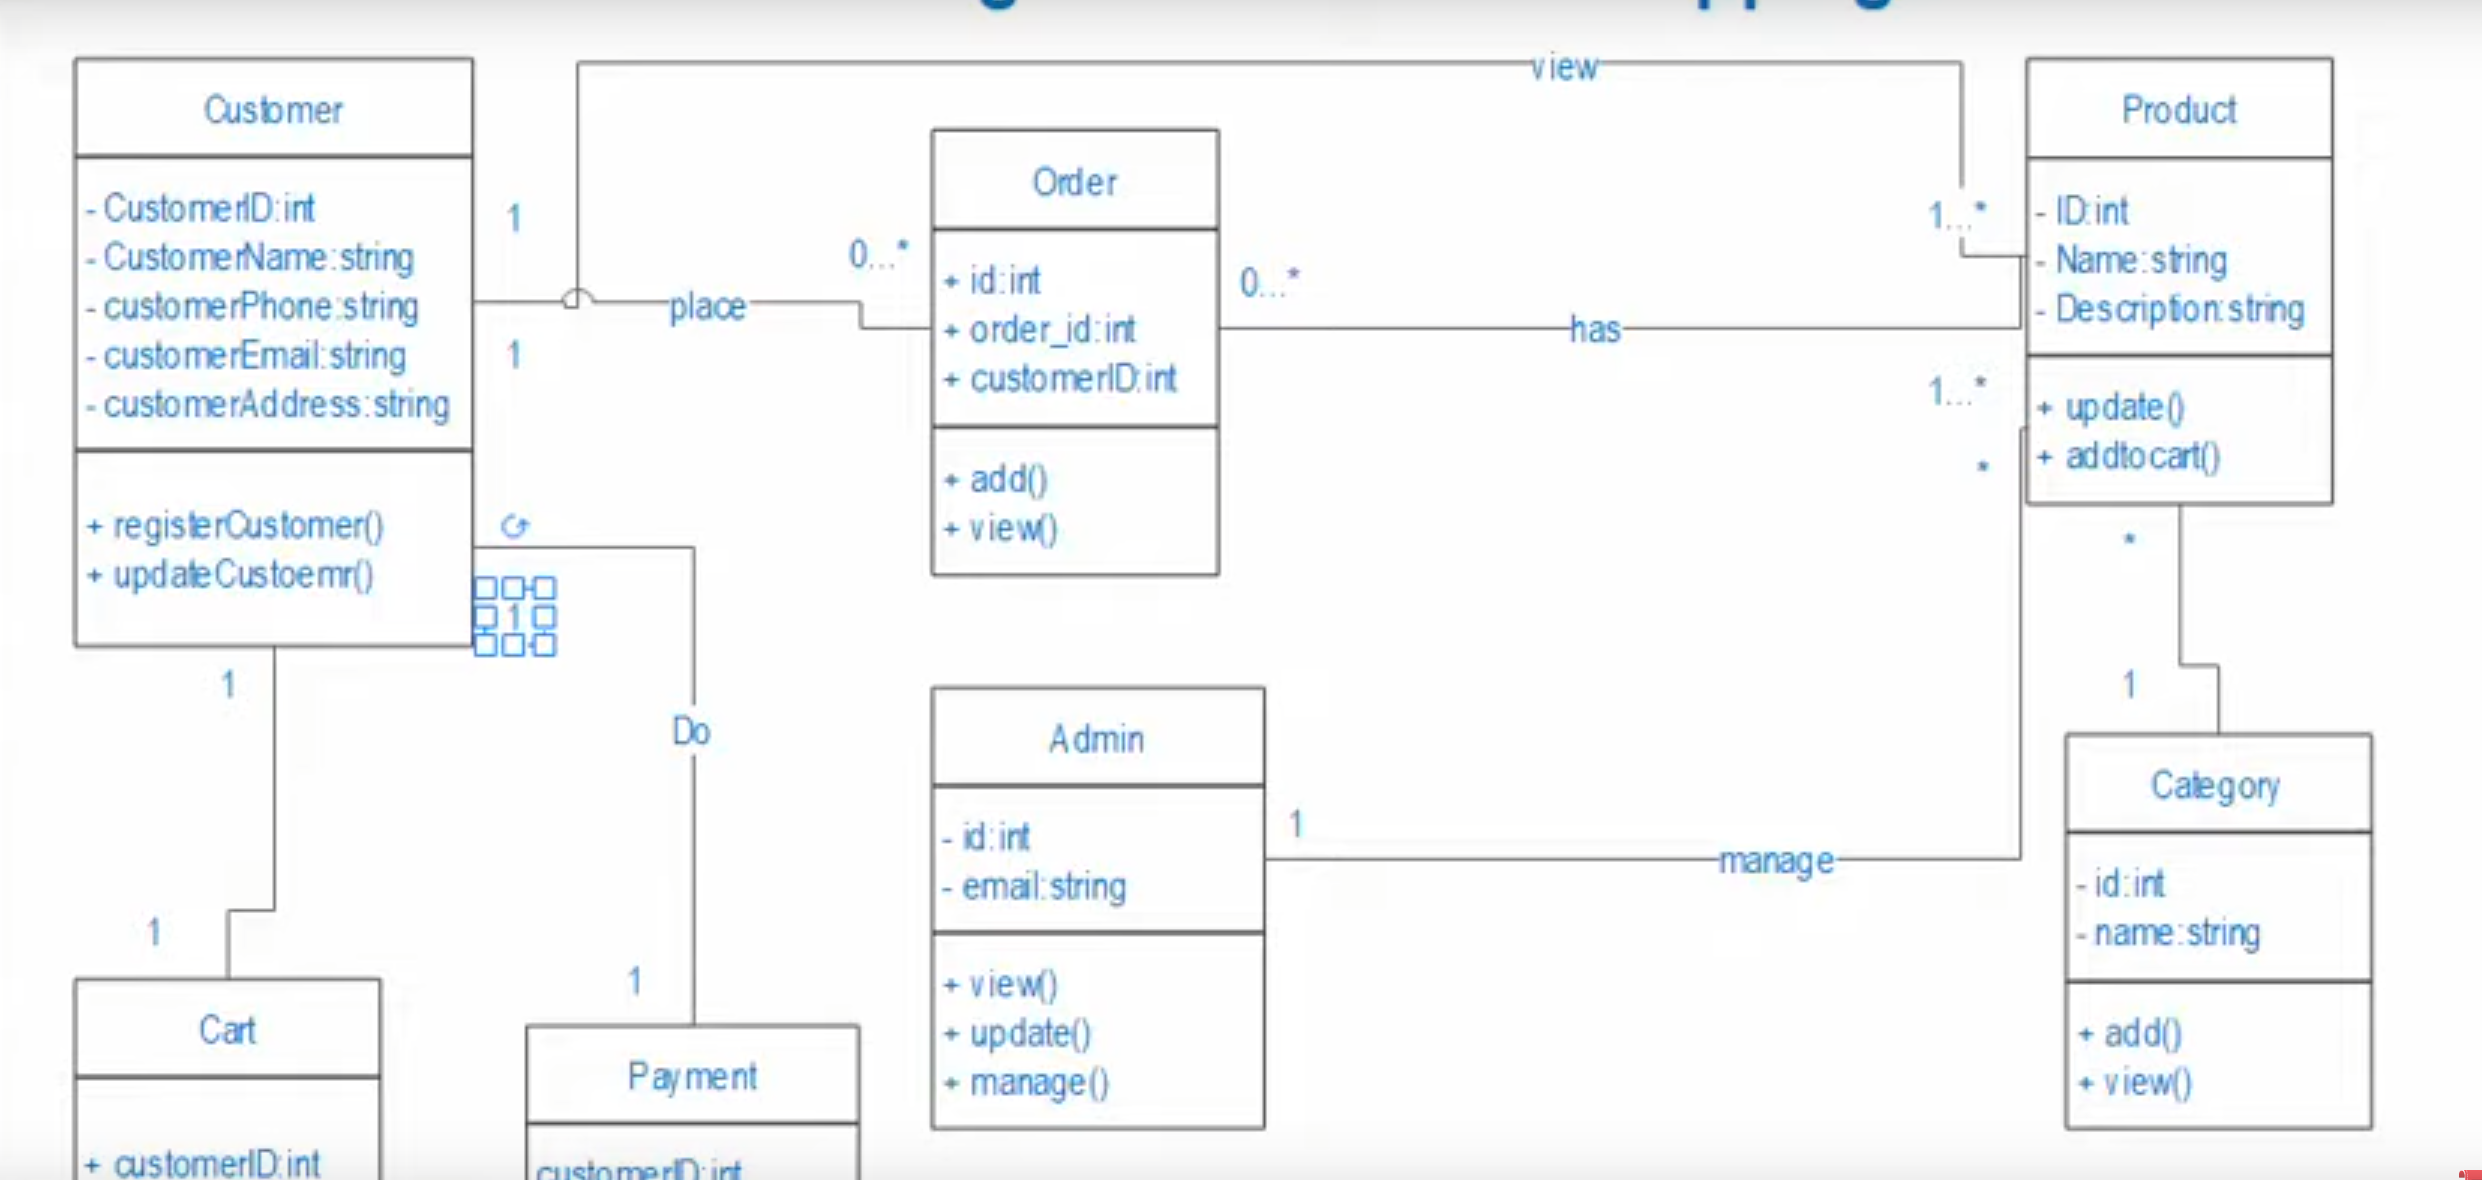 view
Customer
- CustomerID:int
- CustomerName:string
- customerPhone:string
- customerEmail:string
- customerAddress:string
+ registerCustomer()
+ updateCustoemr()
1
place
1
0...*
Order
+ id:int
+ order_id:int
+ customerID:int
+ add()
+ view()
0...*
has
1...*
1...*
*
Product
- ID:int
- Name:string
- Description:string
+ update()
+ addtocart()
*
1
1
Do
1
1
1
Admin
- id:int
- email:string
+ view()
+ update()
+ manage()
1
manage
Category
- id:int
- name:string
+ add()
+ view()
Cart
+ customerID:int
Payment
customerID:int